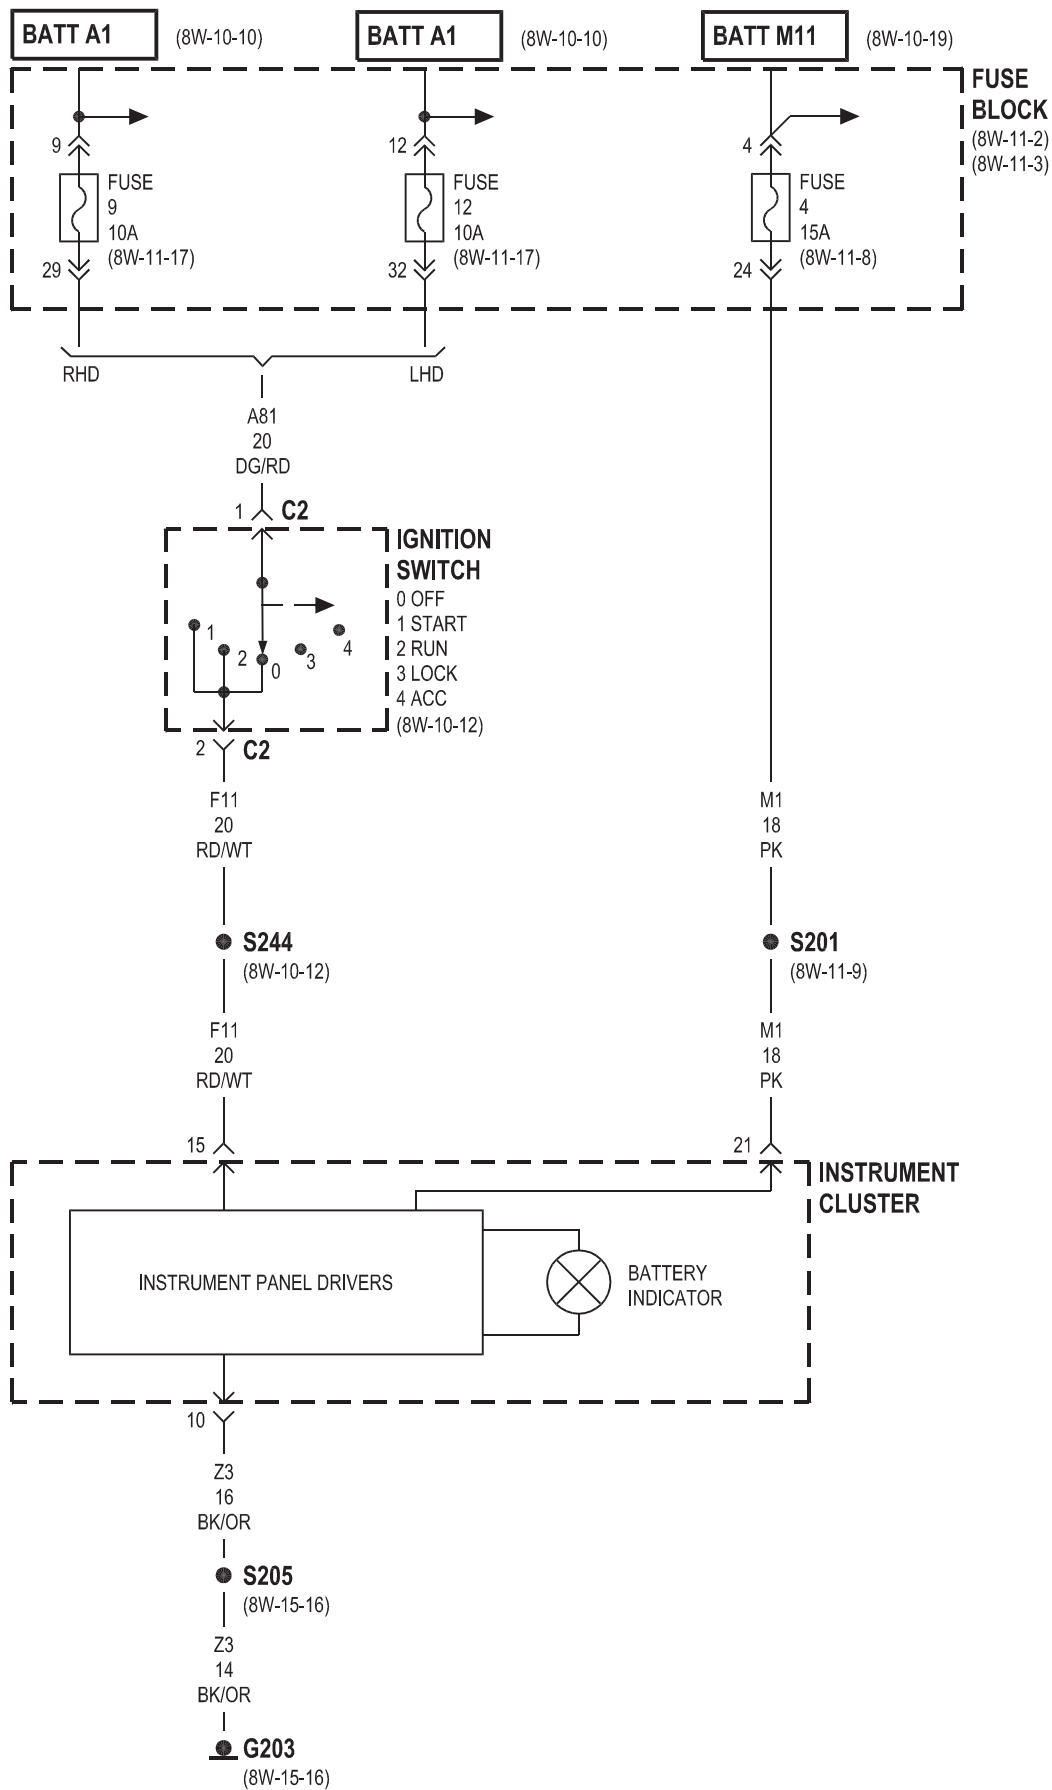 BATT A1
(8W-10-10)
BATT A1
(8W-10-10)
BATT M11
(8W-10-19)
FUSE
BLOCK
(8W-11-2)
(8W-11-3)
9
FUSE
9
10A
(8W-11-17)
29
12
FUSE
12
10A
(8W-11-17)
32
4
FUSE
4
15A
(8W-11-8)
24
RHD
LHD
A81
20
DG/RD
1
C2
IGNITION
SWITCH
0 OFF
1 START
2 RUN
3 LOCK
4 ACC
(8W-10-12)
1
2
0
3
4
2
C2
F11
20
RD/WT
M1
18
PK
S244
(8W-10-12)
S201
(8W-11-9)
F11
20
RD/WT
M1
18
PK
15
21
INSTRUMENT
CLUSTER
INSTRUMENT PANEL DRIVERS
BATTERY
INDICATOR
10
Z3
16
BK/OR
S205
(8W-15-16)
Z3
14
BK/OR
G203
(8W-15-16)